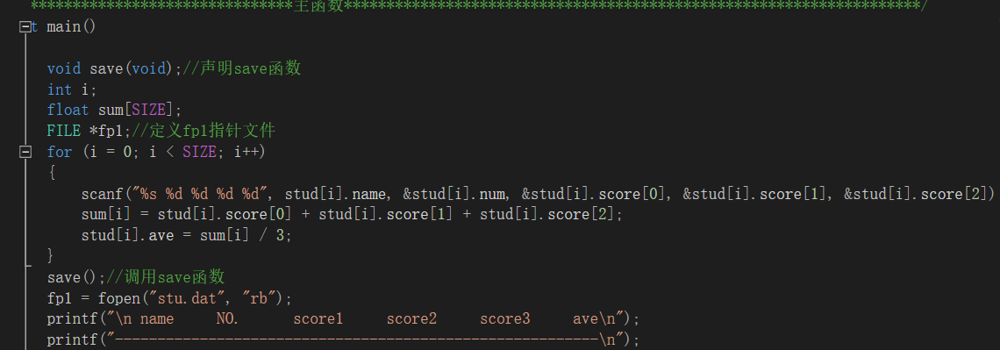 *******************************主函数********************************************************************/
t main()
void save(void);//声明save函数
int i;
float sum[SIZE];
FILE *fp1;//定义fp1指针文件
for (i = 0; i < SIZE; i++)
{
scanf("%s %d %d %d %d", stud[i].name, &stud[i].num, &stud[i].score[0], &stud[i].score[1], &stud[i].score[2])
sum[i] = stud[i].score[0] + stud[i].score[1] + stud[i].score[2];
stud[i].ave = sum[i] / 3;
}
save();//调用save函数
fp1 = fopen("stu.dat", "rb");
printf("\n name     NO.      score1     score2     score3     ave\n");
printf("---------------------------------------------------------\n");